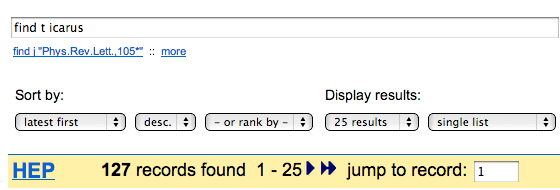 find t icarus
find j "Phys.Rev.Lett.,105*" :: more
Sort by: Display results:
latest first desc. - or rank by - 25 results single list
HEP 127 records found 1 - 25 jump to record: 1